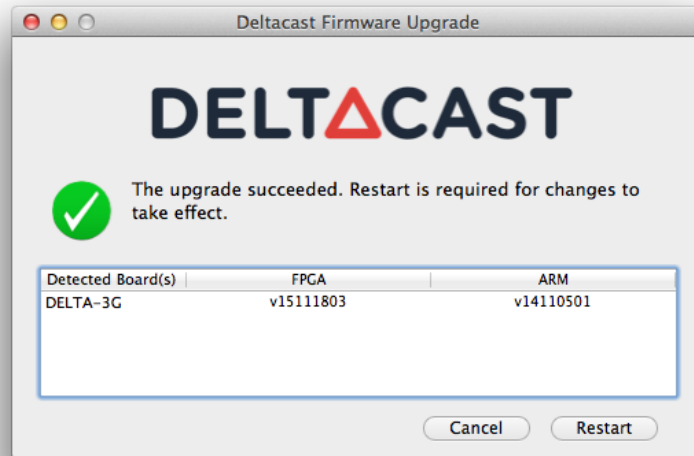 Deltacast Firmware Upgrade
DELTACAST
The upgrade succeeded. Restart is required for changes to
take effect.
Detected Board(s) FPGA ARM
DELTA-3G v15111803 v14110501
Cancel Restart